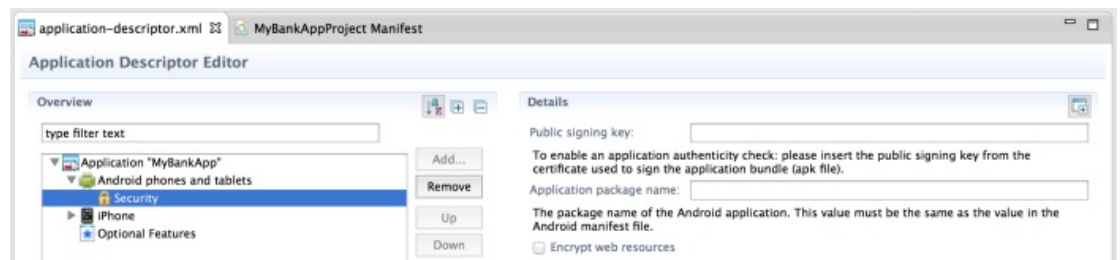 application-descriptor.xml MyBankAppProject Manifest
Application Descriptor Editor
Overview
type filter text
Application "MyBankApp"
Android phones and tablets
Security
iPhone
Optional Features
Add...
Remove
Up
Down
Details
Public signing key:
To enable an application authenticity check: please insert the public signing key from the
certificate used to sign the application bundle (apk file).
Application package name:
The package name of the Android application. This value must be the same as the value in the
Android manifest file.
Encrypt web resources